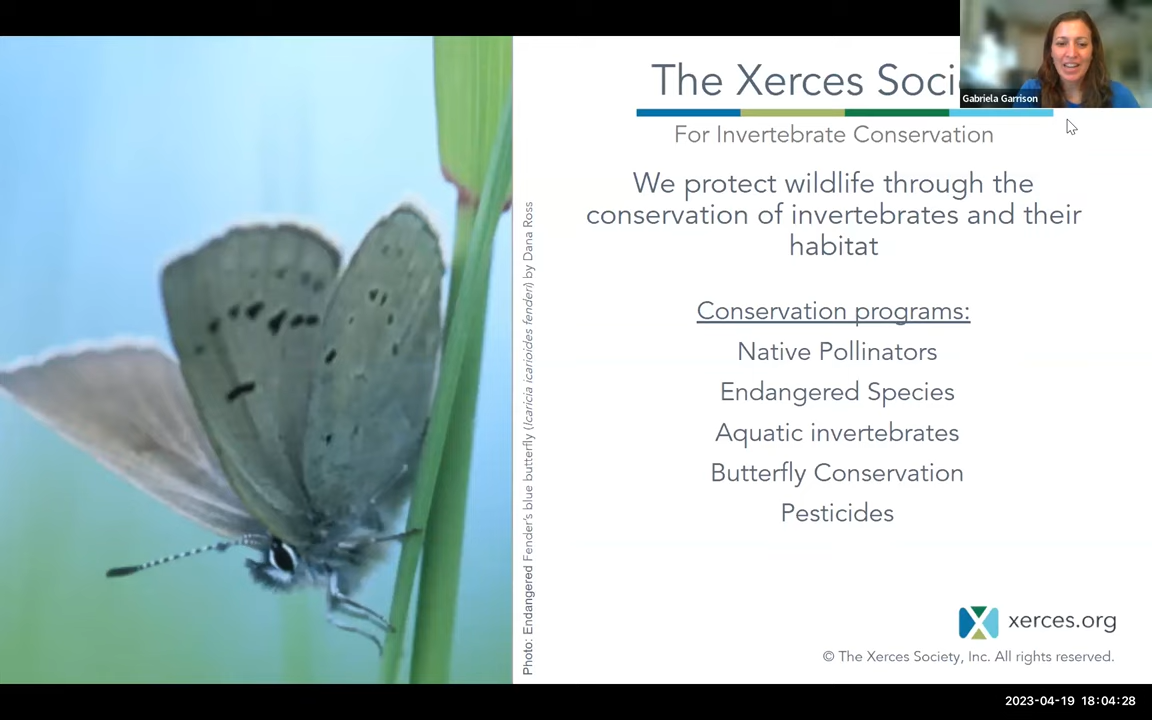 The Xerces Soci
Gabriela Garrison
For Invertebrate Conservation
We protect wildlife through the
conservation of invertebrates and their
habitat
Conservation programs:
Native Pollinators
Endangered Species
Aquatic invertebrates
Butterfly Conservation
Pesticides
Photo: Endangered Fender's blue butterfly (Icaricia icarioides fenderi) by Dana Ross
xerces.org
© The Xerces Society, Inc. All rights reserved.
2023-04-19 18:04:28